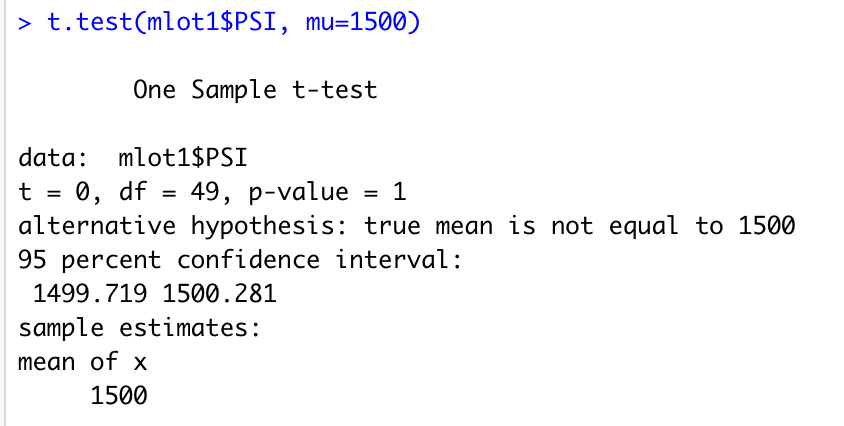 > t.test(mlot1$PSI, mu=1500)
One Sample t-test
data:  mlot1$PSI
t = 0, df = 49, p-value = 1
alternative hypothesis: true mean is not equal to 1500
95 percent confidence interval:
1499.719 1500.281
sample estimates:
mean of x
1500